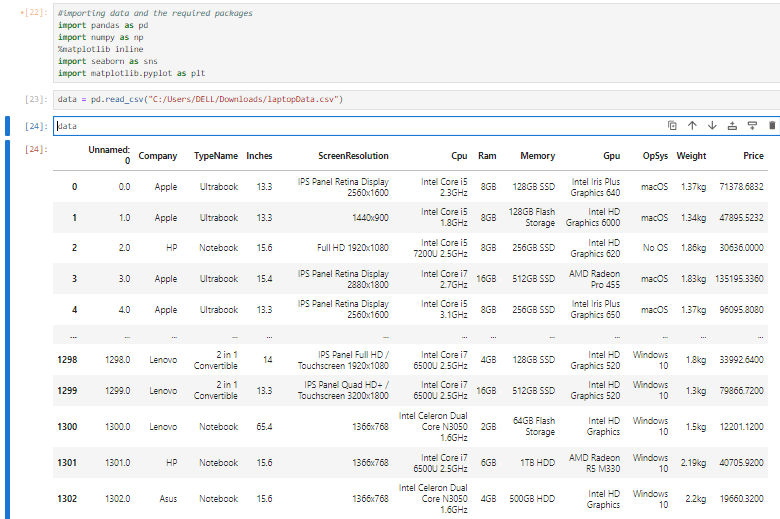 [22]: #importing data and the required packages
import pandas as pd
import numpy as np
%matplotlib inline
import seaborn as sns
import matplotlib.pyplot as plt
[23]: data = pd.read_csv("C:/Users/DELL/Downloads/laptopData.csv")
[24]: data
[24]: Unnamed: 0 Company TypeName Inches ScreenResolution Cpu Ram Memory Gpu OpSys Weight Price
0 0.0 Apple Ultrabook 13.3 IPS Panel Retina Display 2560x1600 Intel Core i5 2.3GHz 8GB 128GB SSD Intel Iris Plus Graphics 640 macOS 1.37kg 71378.6832
1 1.0 Apple Ultrabook 13.3 1440x900 Intel Core i5 1.8GHz 8GB 128GB Flash Storage Intel HD Graphics 6000 macOS 1.34kg 47895.5232
2 2.0 HP Notebook 15.6 Full HD 1920x1080 Intel Core i5 7200U 2.5GHz 8GB 256GB SSD Intel HD Graphics 620 No OS 1.86kg 30636.0000
3 3.0 Apple Ultrabook 15.4 IPS Panel Retina Display 2880x1800 Intel Core i7 2.7GHz 16GB 512GB SSD AMD Radeon Pro 455 macOS 1.83kg 135195.3360
4 4.0 Apple Ultrabook 13.3 IPS Panel Retina Display 2560x1600 Intel Core i5 3.1GHz 8GB 256GB SSD Intel Iris Plus Graphics 650 macOS 1.37kg 96095.8080
... ... ... ... ... ... ... ... ... ... ... ... ...
1298 1298.0 Lenovo 2 in 1 Convertible 14 IPS Panel Full HD / Touchscreen 1920x1080 Intel Core i7 6500U 2.5GHz 4GB 128GB SSD Intel HD Graphics 520 Windows 10 1.8kg 33992.6400
1299 1299.0 Lenovo 2 in 1 Convertible 13.3 IPS Panel Quad HD+ / Touchscreen 3200x1800 Intel Core i7 6500U 2.5GHz 16GB 512GB SSD Intel HD Graphics 520 Windows 10 1.3kg 79866.7200
1300 1300.0 Lenovo Notebook 65.4 1366x768 Intel Celeron Dual Core N3050 1.6GHz 2GB 64GB Flash Storage Intel HD Graphics Windows 10 1.5kg 12201.1200
1301 1301.0 HP Notebook 15.6 1366x768 Intel Core i7 6500U 2.5GHz 6GB 1TB HDD AMD Radeon R5 M330 Windows 10 2.19kg 40705.9200
1302 1302.0 Asus Notebook 15.6 1366x768 Intel Celeron Dual Core N3050 1.6GHz 4GB 500GB HDD Intel HD Graphics Windows 10 2.2kg 19660.3200